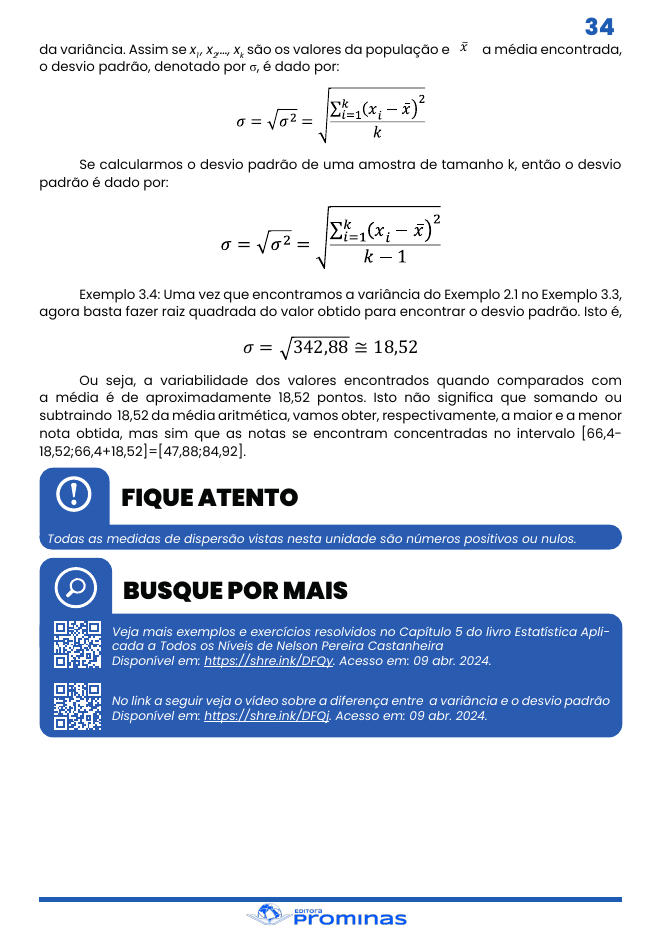 34
da variância. Assim se x₁, x₂,..., xₖ são os valores da população e x̄ a média encontrada,
o desvio padrão, denotado por σ, é dado por:
σ = √σ² = √(∑ᵏᵢ₌₁(xᵢ − x̄)² / k)
Se calcularmos o desvio padrão de uma amostra de tamanho k, então o desvio
padrão é dado por:
σ = √σ² = √(∑ᵏᵢ₌₁(xᵢ − x̄)² / k − 1)
Exemplo 3.4: Uma vez que encontramos a variância do Exemplo 2.1 no Exemplo 3.3,
agora basta fazer raiz quadrada do valor obtido para encontrar o desvio padrão. Isto é,
σ = √342,88 ≅ 18,52
Ou seja, a variabilidade dos valores encontrados quando comparados com
a média é de aproximadamente 18,52 pontos. Isto não significa que somando ou
subtraindo 18,52 da média aritmética, vamos obter, respectivamente, a maior e a menor
nota obtida, mas sim que as notas se encontram concentradas no intervalo [66,4-
18,52;66,4+18,52]=[47,88;84,92].
FIQUE ATENTO
Todas as medidas de dispersão vistas nesta unidade são números positivos ou nulos.
BUSQUE POR MAIS
Veja mais exemplos e exercícios resolvidos no Capítulo 5 do livro Estatística Apli-
cada a Todos os Níveis de Nelson Pereira Castanheira
Disponível em: https://shre.ink/DFQy. Acesso em: 09 abr. 2024.
No link a seguir veja o vídeo sobre a diferença entre a variância e o desvio padrão
Disponível em: https://shre.ink/DFQj. Acesso em: 09 abr. 2024.
EDITORA
Prominas